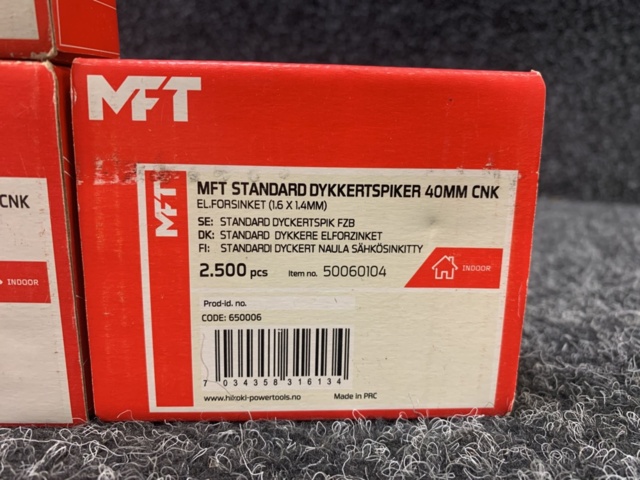 MFT
CNK
INDOOR
MFT
MFT STANDARD DYKKERTSPIKER 40MM CNK
EL.FORSINKET (1.6 X 1.4MM)
SE: STANDARD DYCKERTSPIK FZB
DK: STANDARD DYKKERE ELFORZINKET
FI: STANDARDI DYCKERT NAULA SÄHKÖSINKITTY
2.500 pcs Item no. 50060104
INDOOR
Prod-id. no.
CODE: 650006
7 034358 316134
www.hikoki-powertools.no Made in PRC